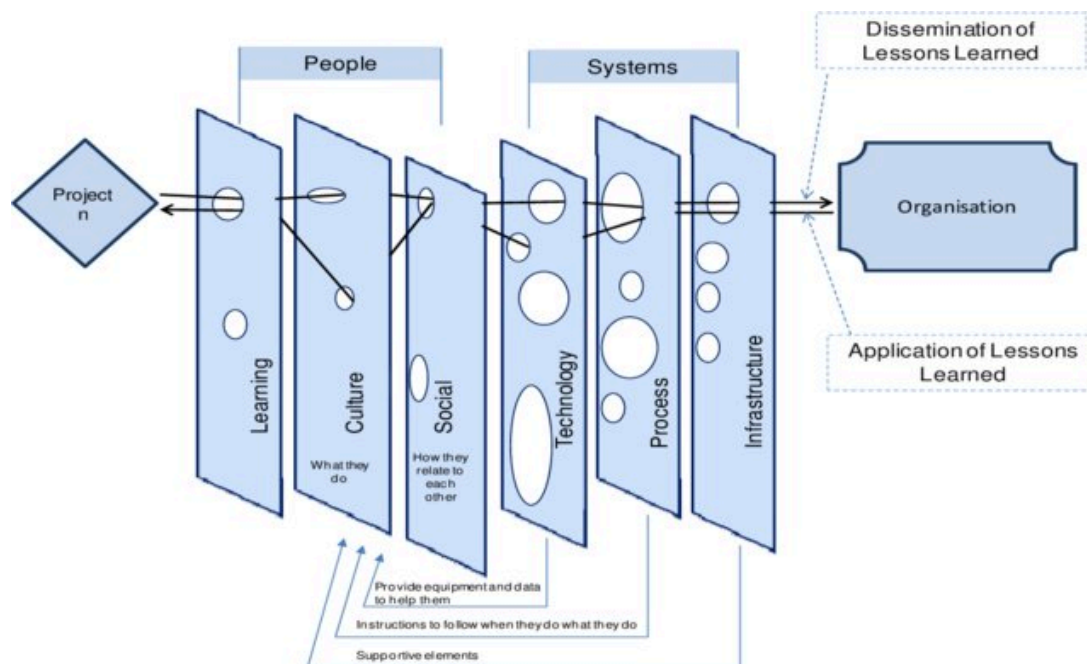 People
Systems
Dissemination of
Lessons Learned
Project
n
Organisation
Application of Lessons
Learned
Learning
Culture
Social
Technology
Process
Infrastructure
What they
do
How they
relate to
each
other
Provide equipment and data
to help them
Instructions to follow when they do what they do
Supportive elements